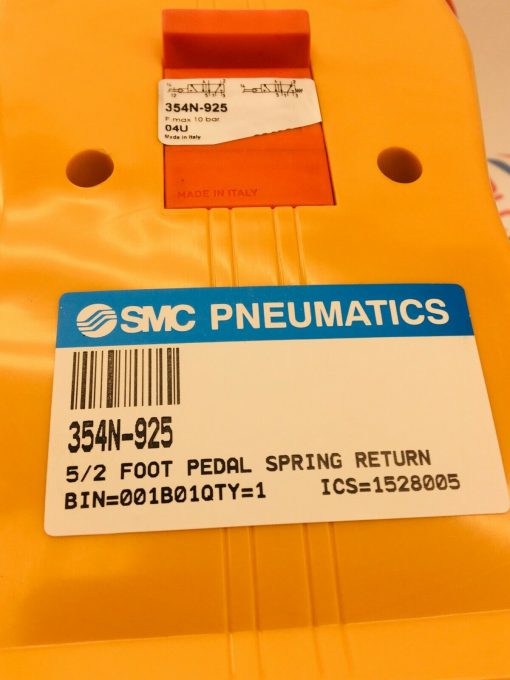 354N-925
P.max 10 bar
04U
Made in Italy
MADE IN ITALY
SMC PNEUMATICS
354N-925
5/2 FOOT PEDAL SPRING RETURN
BIN=001B01QTY=1 ICS=1528005